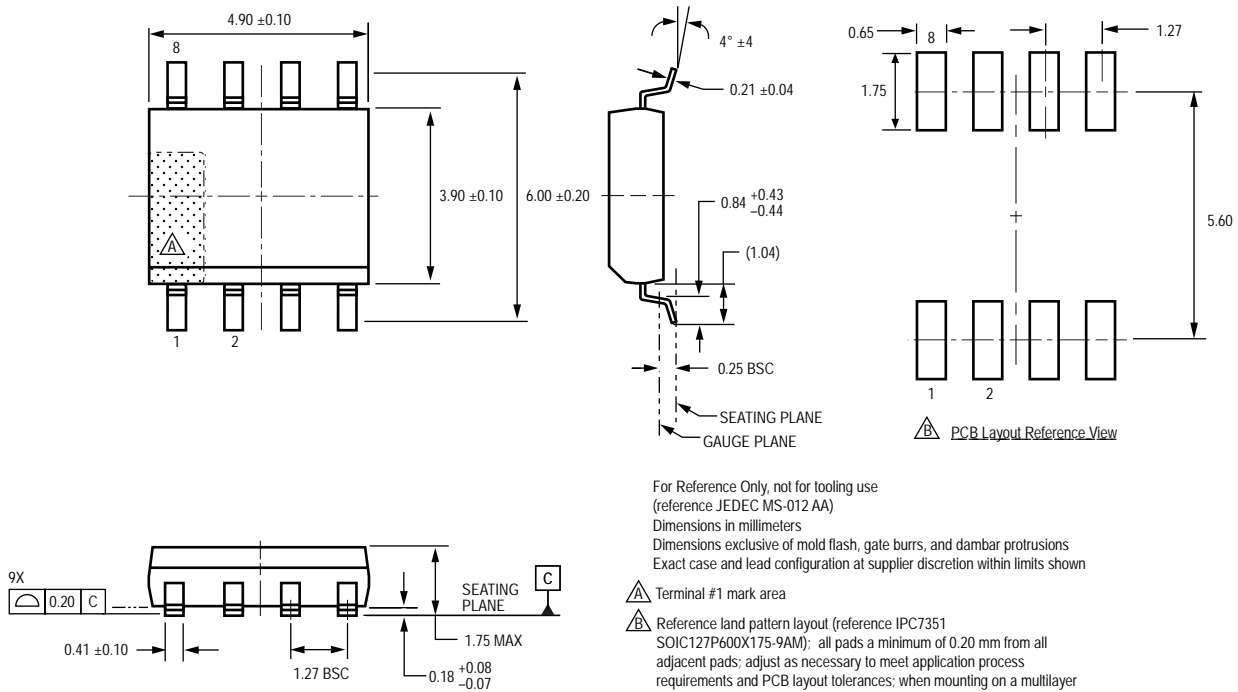 4.90 ±0.10
8
4° ±4
0.21 ±0.04
3.90 ±0.10
6.00 ±0.20
A
1 2
0.84 +0.43
−0.44
(1.04)
0.25 BSC
SEATING PLANE
GAUGE PLANE
0.65
8
1.27
1.75
5.60
1 2
B PCB Layout Reference View
9X
0.20 C
0.41 ±0.10
1.27 BSC
SEATING
PLANE
C
1.75 MAX
0.18 +0.08
−0.07
For Reference Only, not for tooling use
(reference JEDEC MS-012 AA)
Dimensions in millimeters
Dimensions exclusive of mold flash, gate burrs, and dambar protrusions
Exact case and lead configuration at supplier discretion within limits shown
A Terminal #1 mark area
B Reference land pattern layout (reference IPC7351
SOIC127P600X175-9AM); all pads a minimum of 0.20 mm from all
adjacent pads; adjust as necessary to meet application process
requirements and PCB layout tolerances; when mounting on a multilayer